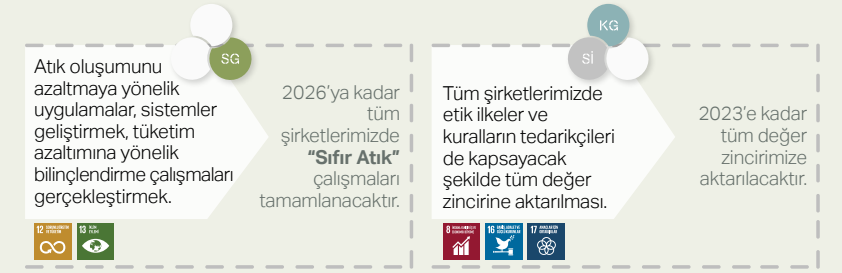 SG
Atık oluşumunu
azaltmaya yönelik
uygulamalar, sistemler
geliştirmek, tüketim
azaltımına yönelik
bilinçlendirme çalışmaları
gerçekleştirmek.
2026'ya kadar
tüm
şirketlerimizde
"Sıfır Atık"
çalışmaları
tamamlanacaktır.
12
13
KG
Sİ
Tüm şirketlerimizde
etik ilkeler ve
kuralların tedarikçileri
de kapsayacak
şekilde tüm değer
zincirine aktarılması.
2023'e kadar
tüm değer
zincirimize
aktarılacaktır.
8
16
17